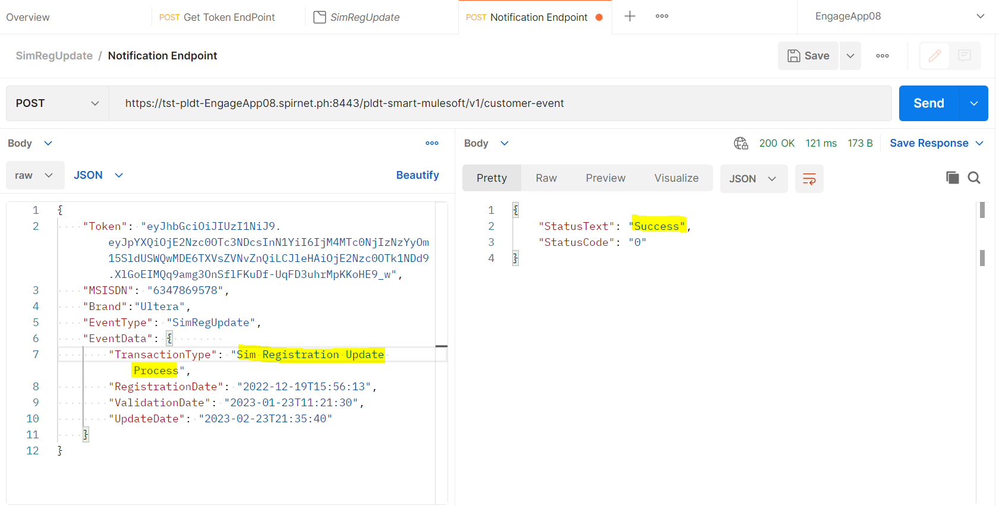 Overview
POST Get Token EndPoint
SimRegUpdate
POST Notification Endpoint
EngageApp08
SimRegUpdate / Notification Endpoint
Save
POST
https://tst-pldt-EngageApp08.spirnet.ph:8443/pldt-smart-mulesoft/v1/customer-event
Send
Body
raw
JSON
Beautify
1 {
2 "Token": "eyJhbGciOiJIUzI1NiJ9.
eyJpYXQiOjE2Nzc0OTc3NDcsInN1YiI6IjM4MTc0NjIzNzYyOm
15SldUSWQwMDE6TXVsZVNvZnQiLCJleHAiOjE2Nzc0OTk1NDd9
.XlGoEIMQq9amg3OnSflFKuDf-UqFD3uhrMpKKoHE9_w",
3 "MSISDN": "6347869578",
4 "Brand":"Ultera",
5 "EventType": "SimRegUpdate",
6 "EventData": {
7 "TransactionType": "Sim Registration Update
Process",
8 "RegistrationDate": "2022-12-19T15:56:13",
9 "ValidationDate": "2023-01-23T11:21:30",
10 "UpdateDate": "2023-02-23T21:35:40"
11 }
12 }
Body
200 OK 121 ms 173 B Save Response
Pretty Raw Preview Visualize JSON
1 {
2 "StatusText": "Success",
3 "StatusCode": "0"
4 }